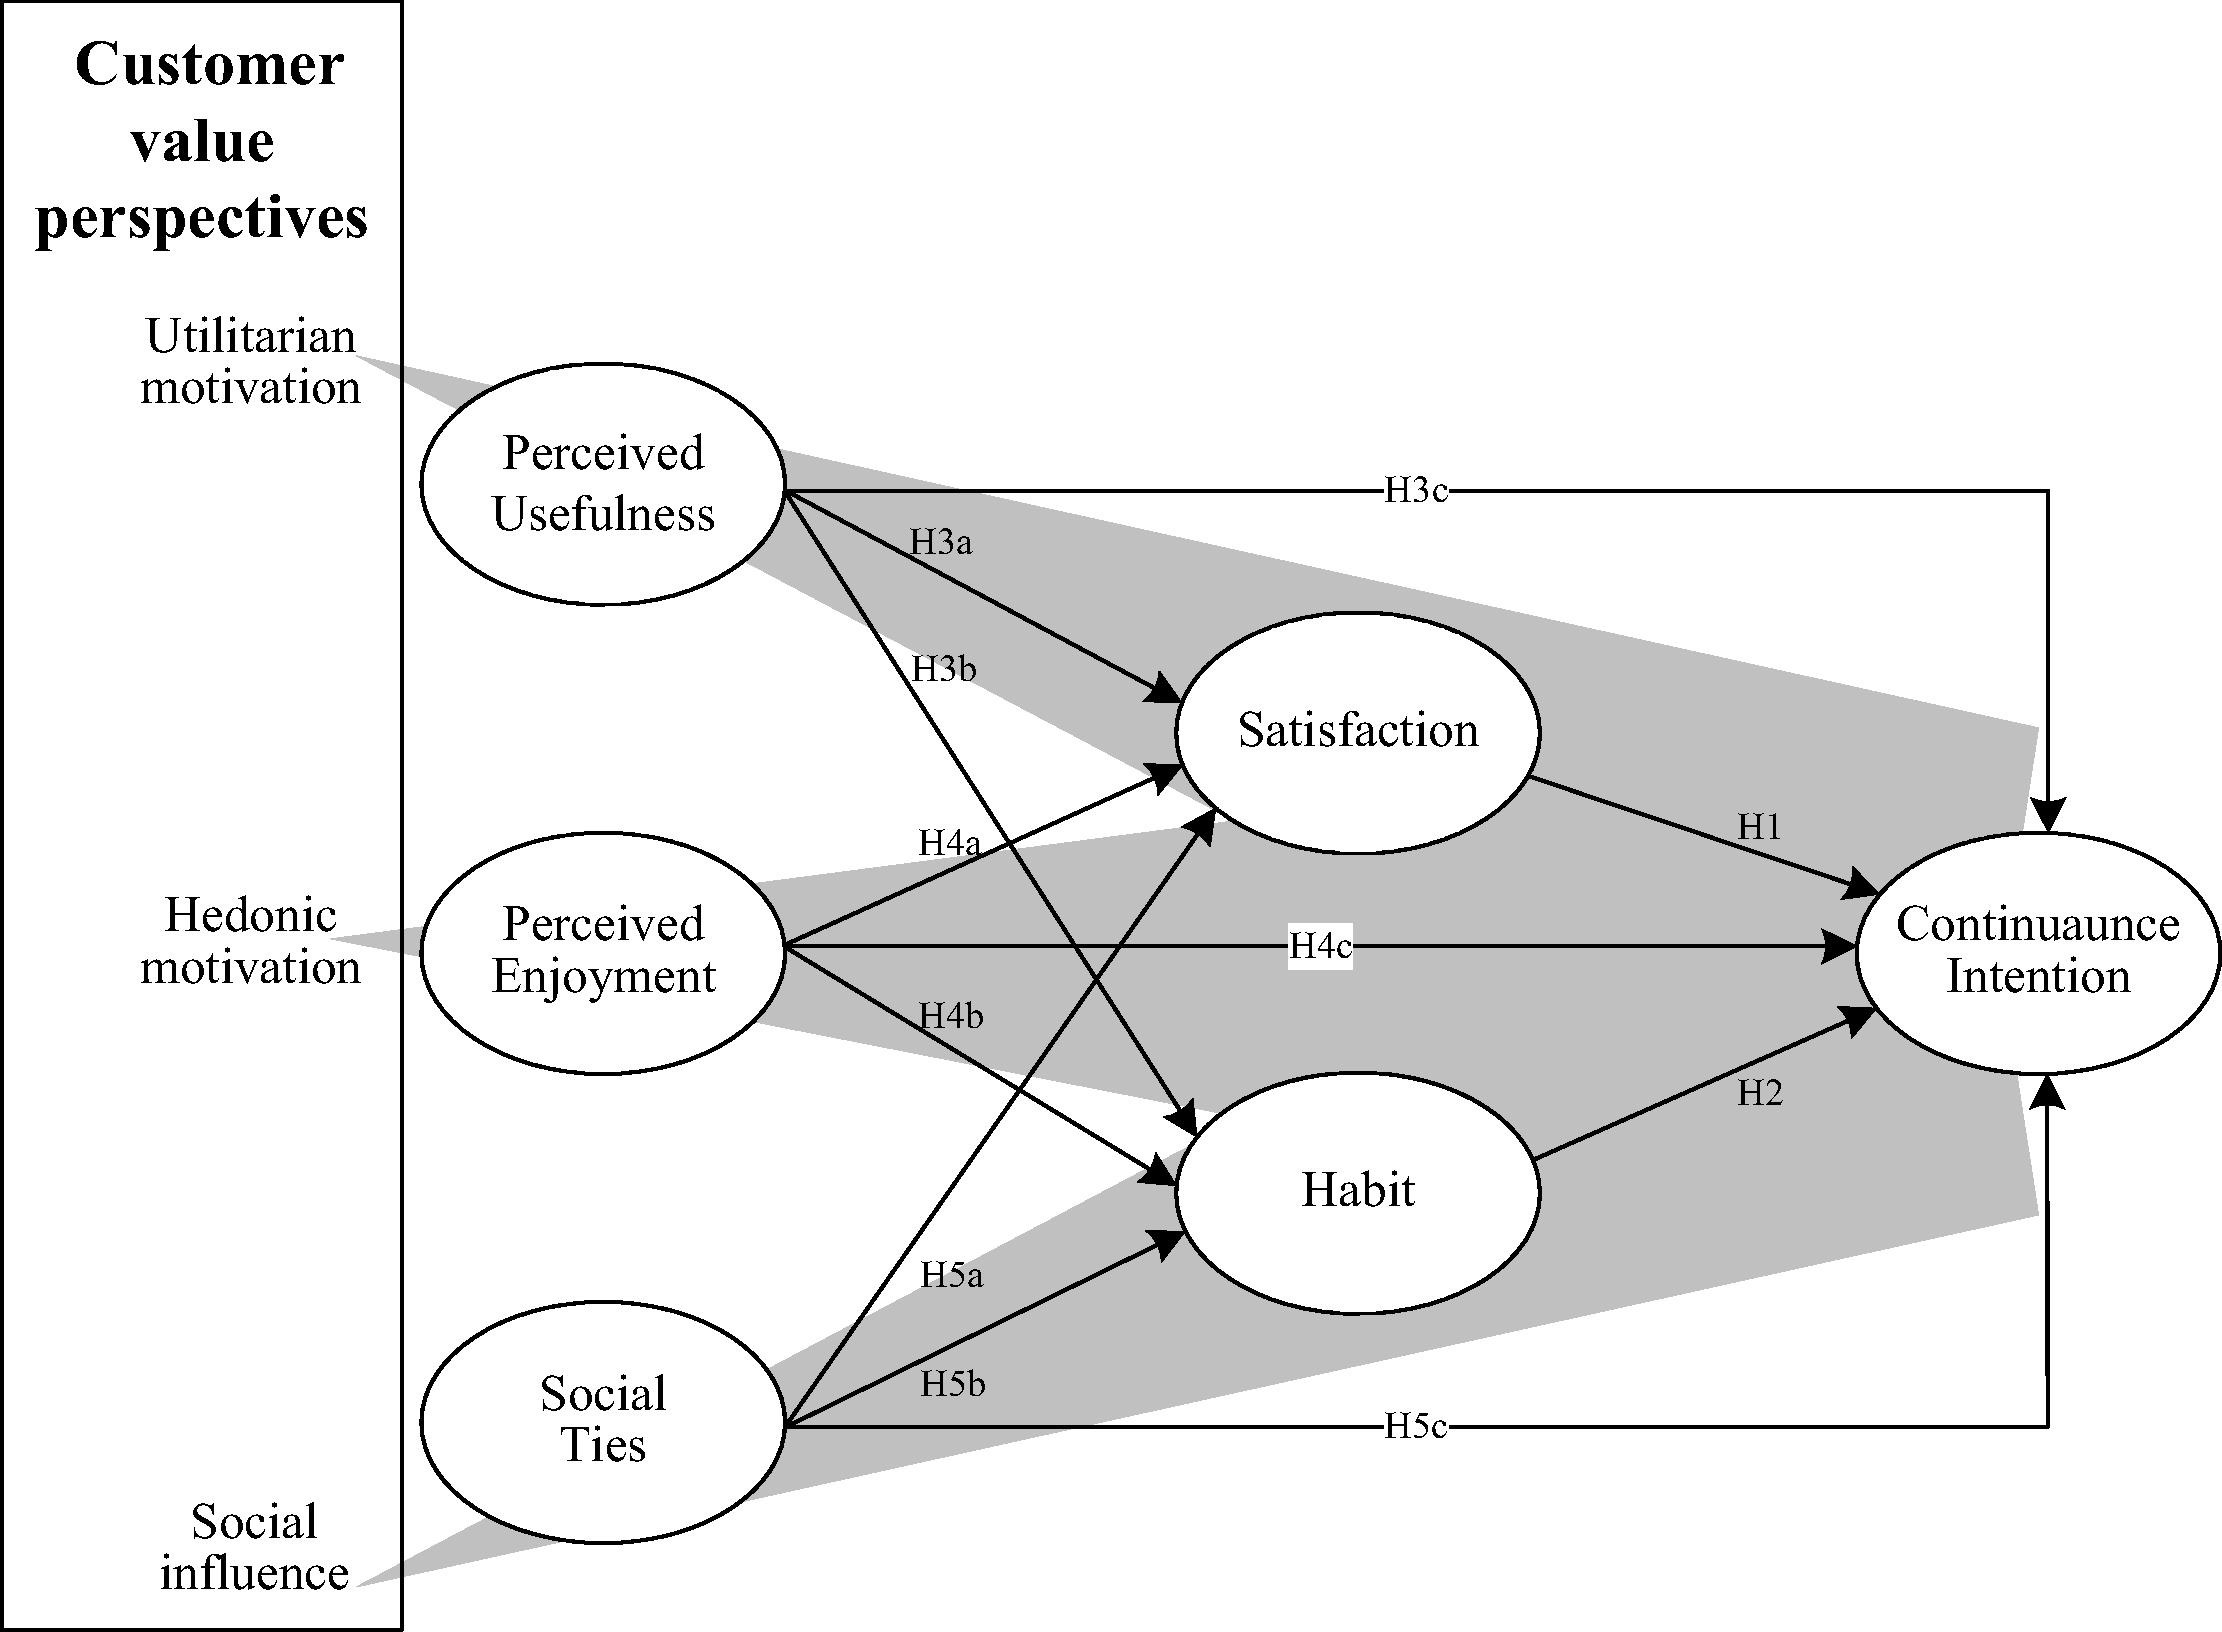 Customer
value
perspectives
Utilitarian
motivation
Hedonic
motivation
Social
influence
Perceived
Usefulness
Perceived
Enjoyment
Social
Ties
H3c
H3a
H3b
H4a
H4c
H4b
H5a
H5b
H5c
Satisfaction
Habit
H1
H2
Continuaunce
Intention